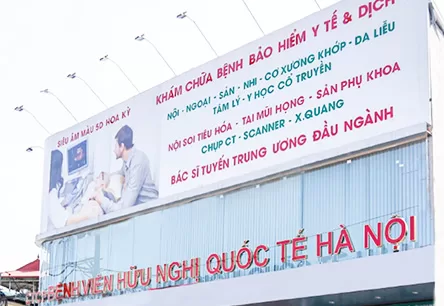 SIÊU ÂM MÀU 5D HOA KỲ
KHÁM CHỮA BỆNH BẢO HIỂM Y TẾ & DỊCH
NỘI - NGOẠI - SẢN - NHI - CƠ XƯƠNG KHỚP - DA LIỄU
TÂM LÝ - Y HỌC CỔ TRUYỀN
NỘI SOI TIÊU HÓA - TAI MŨI HỌNG - SẢN PHỤ KHOA
CHỤP CT - SCANNER - X.QUANG
BÁC SĨ TUYẾN TRUNG ƯƠNG ĐẦU NGÀNH
BỆNH VIỆN HỮU NGHỊ QUỐC TẾ HÀ NỘI